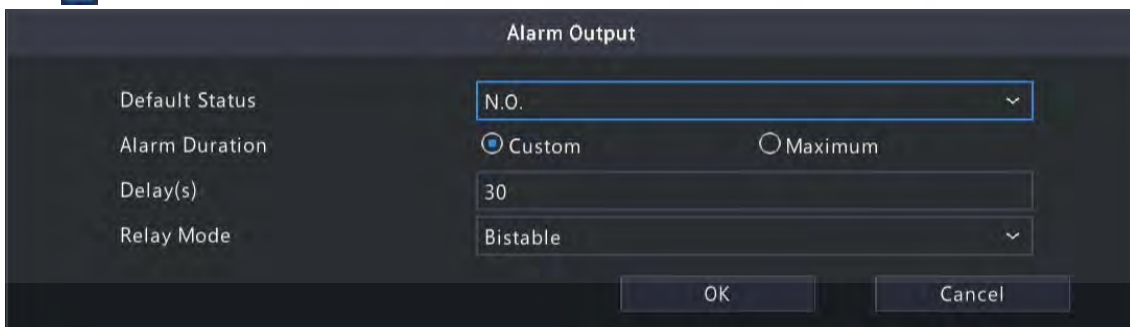 Alarm Output
Default Status N.O.
Alarm Duration Custom Maximum
Delay(s) 30
Relay Mode Bistable
OK Cancel